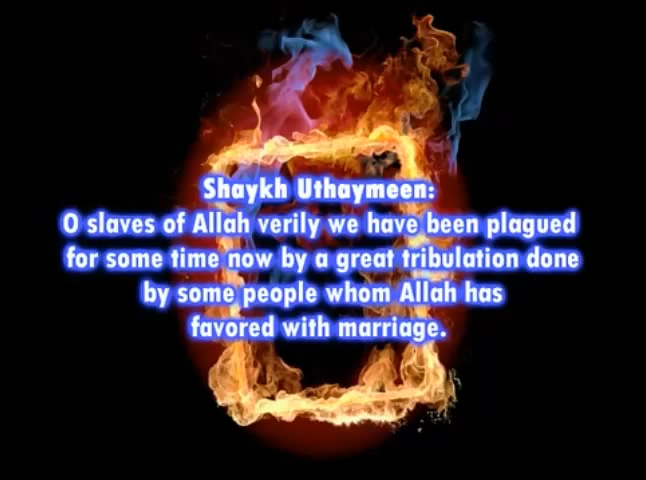 Shaykh Uthaymeen:
O slaves of Allah verily we have been plagued
for some time now by a great tribulation done
by some people whom Allah has
favored with marriage.